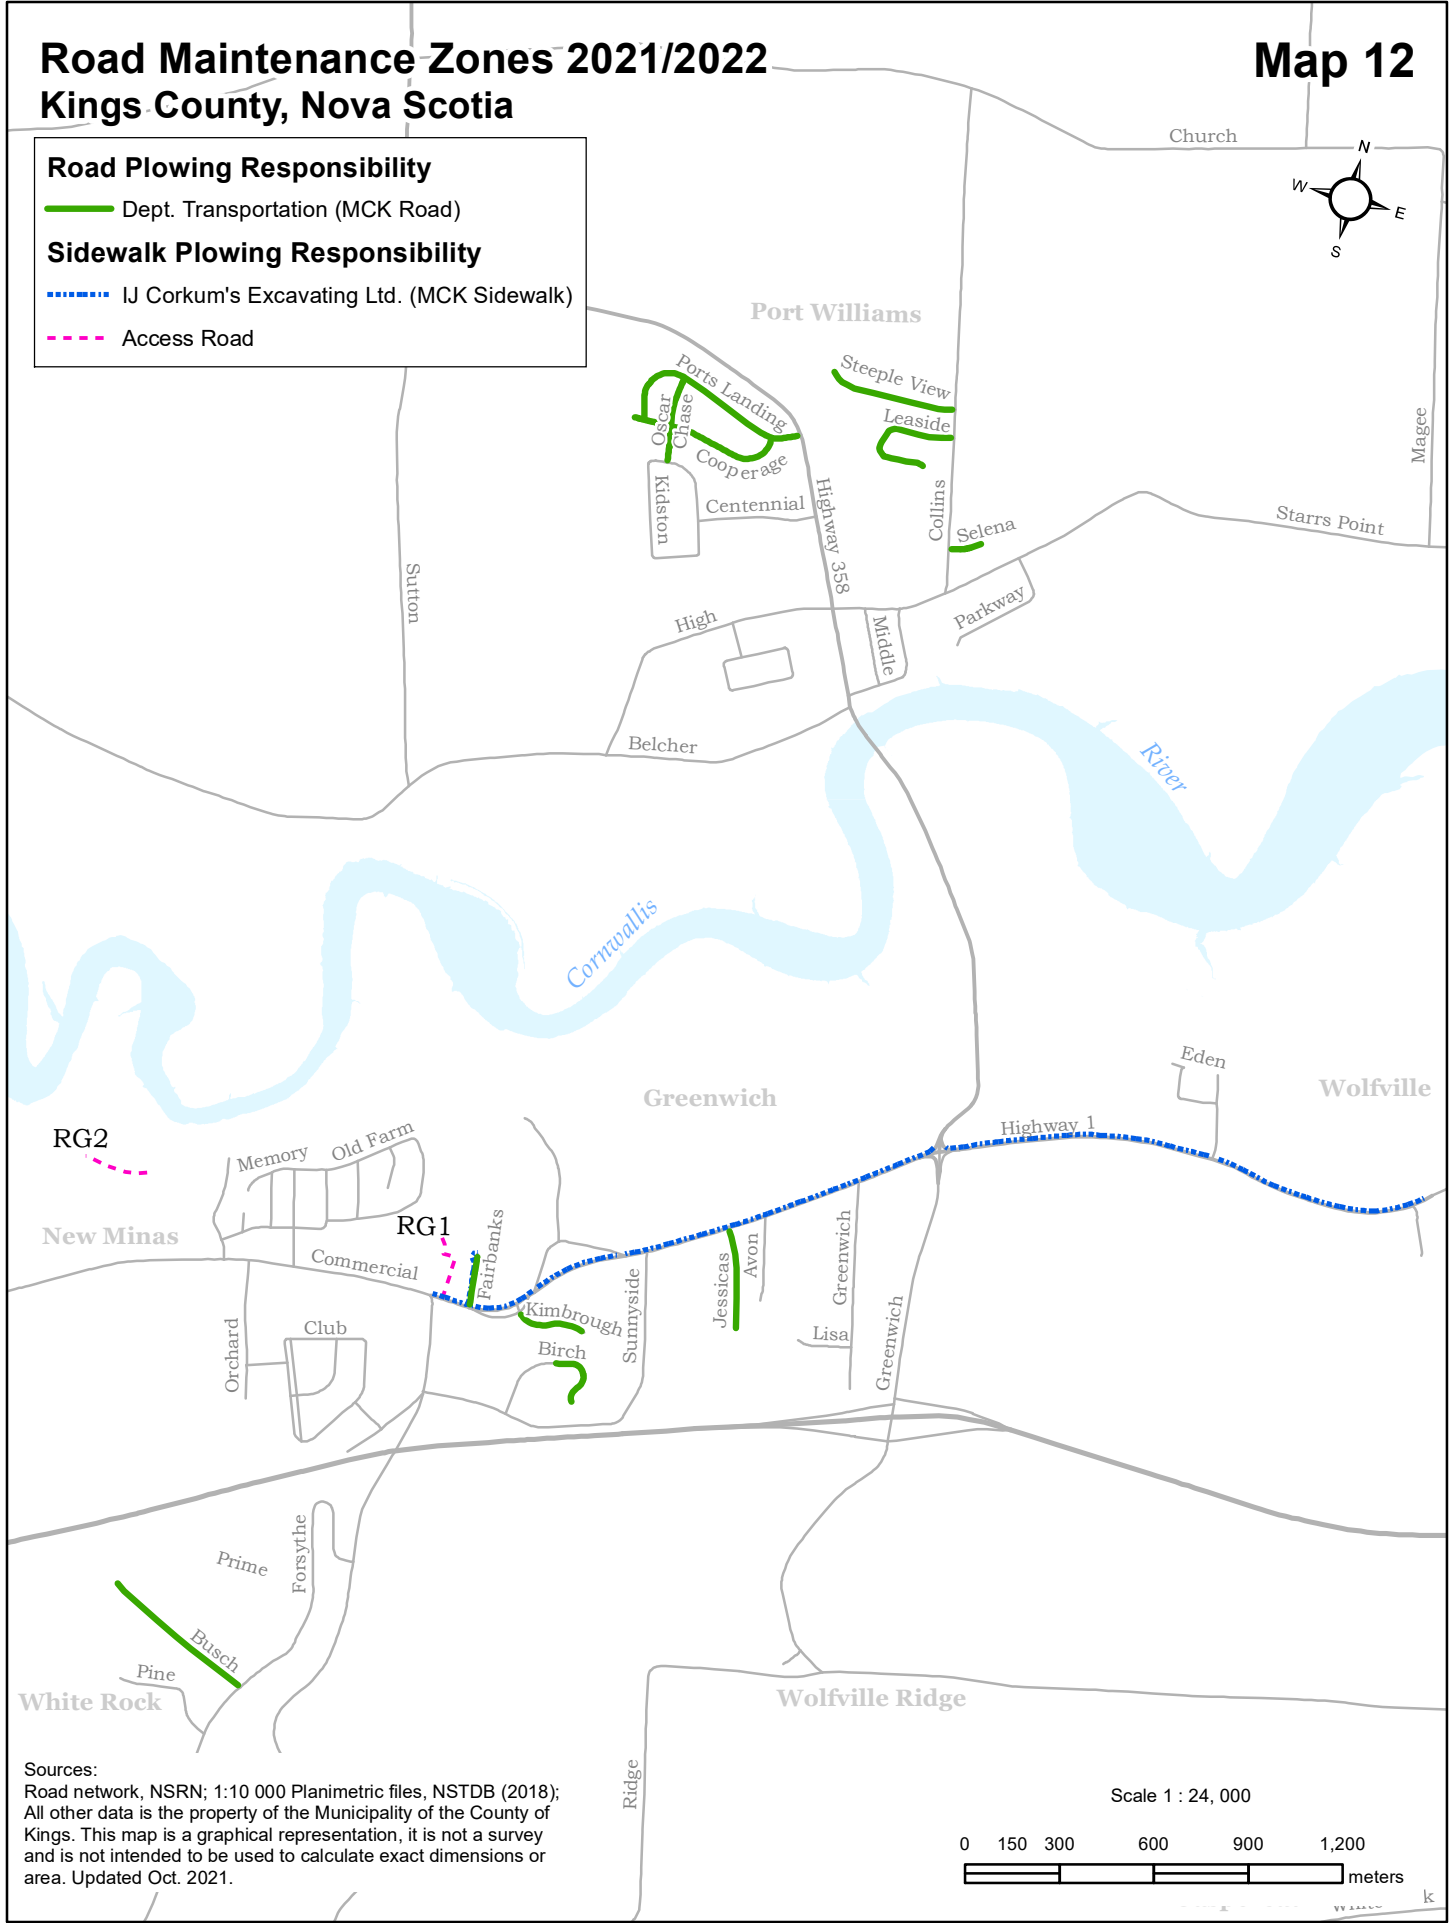 Road Maintenance Zones 2021/2022
Kings County, Nova Scotia
Map 12
Road Plowing Responsibility
Dept. Transportation (MCK Road)
Sidewalk Plowing Responsibility
IJ Corkum's Excavating Ltd. (MCK Sidewalk)
Access Road
Church
N
W
E
S
Port Williams
Ports Landing
Steeple View
Oscar
Chase
Leaside
Magee
Cooperage
Kidston
Centennial
Highway 358
Collins
Selena
Starrs Point
Sutton
High
Middle
Parkway
Belcher
River
Cornwallis
Eden
Greenwich
Wolfville
RG2
Memory
Old Farm
Highway 1
New Minas
RG1
Commercial
Fairbanks
Kimbrough
Sunnyside
Jessicas
Avon
Greenwich
Greenwich
Lisa
Orchard
Club
Birch
Forsythe
Prime
Busch
Pine
White Rock
Wolfville Ridge
Ridge
Sources:
Road network, NSRN; 1:10 000 Planimetric files, NSTDB (2018);
All other data is the property of the Municipality of the County of
Kings. This map is a graphical representation, it is not a survey
and is not intended to be used to calculate exact dimensions or
area. Updated Oct. 2021.
Scale 1 : 24, 000
0 150 300 600 900 1,200
meters
k